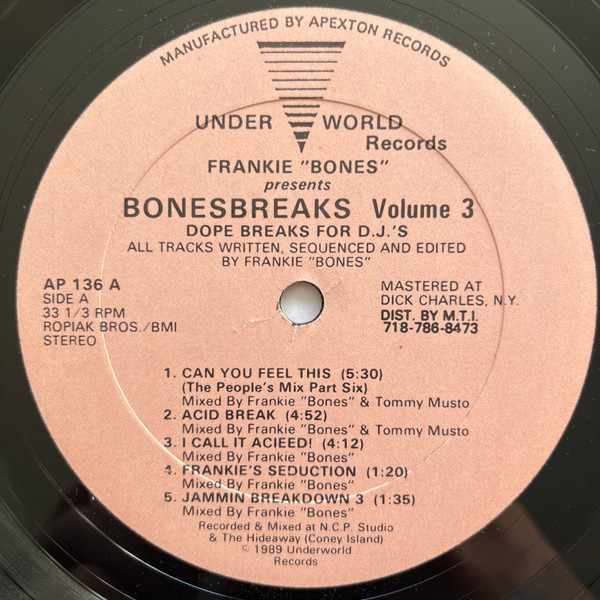 MANUFACTURED BY APEXTON RECORDS
UNDER WORLD
Records
FRANKIE "BONES"
presents
BONESBREAKS Volume 3
DOPE BREAKS FOR D.J.'S
ALL TRACKS WRITTEN, SEQUENCED AND EDITED
BY FRANKIE "BONES"
AP 136 A
SIDE A
33 1/3 RPM
ROPIAK BROS./BMI
STEREO
MASTERED AT
DICK CHARLES, N.Y.
DIST. BY M.T.I.
718-786-8473
1. CAN YOU FEEL THIS (5:30)
(The People's Mix Part Six)
Mixed By Frankie "Bones" & Tommy Musto
2. ACID BREAK (4:52)
Mixed By Frankie "Bones" & Tommy Musto
3. I CALL IT ACIEED! (4:12)
Mixed By Frankie "Bones"
4. FRANKIE'S SEDUCTION (1:20)
Mixed By Frankie "Bones"
5. JAMMIN BREAKDOWN 3 (1:35)
Mixed By Frankie "Bones"
Recorded & Mixed at N.C.P. Studio
& The Hideaway (Coney Island)
© 1989 Underworld
Records